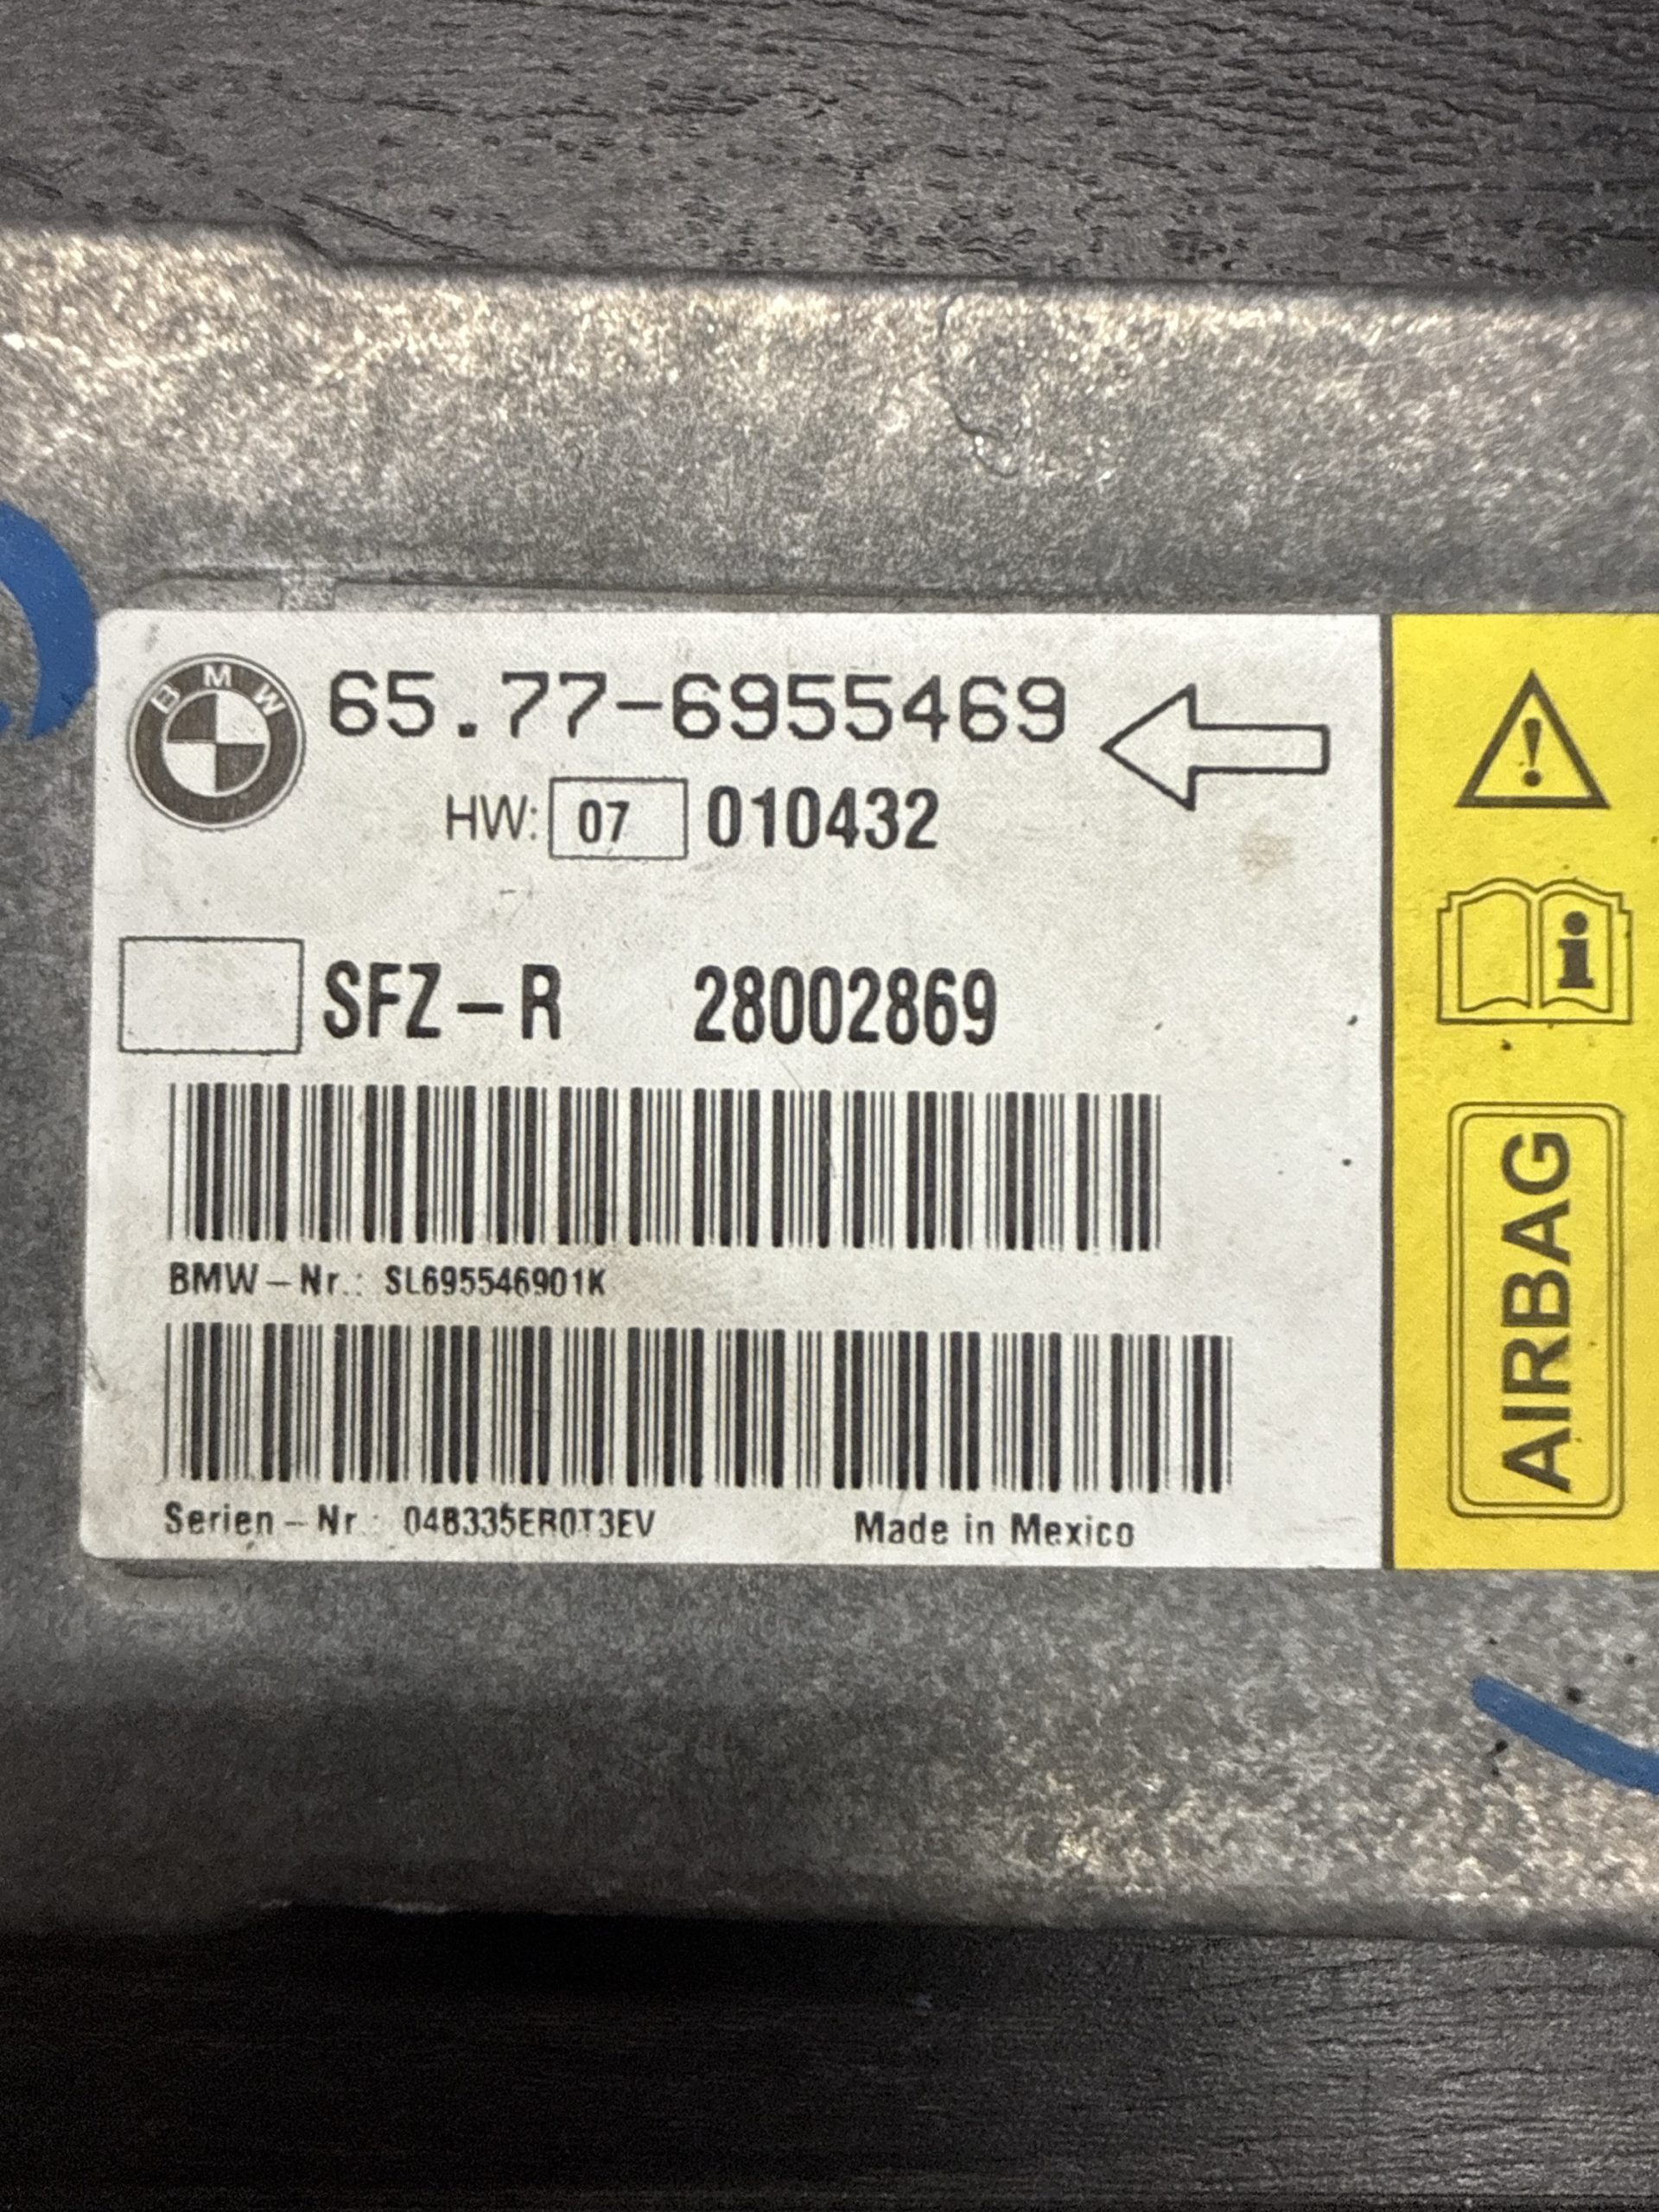 BMW
65.77-6955469
HW: 07 010432
SFZ-R 28002869
BMW-Nr.: SL695546901K
Serien-Nr.: 04B335ER0T3EV
Made in Mexico
AIRBAG